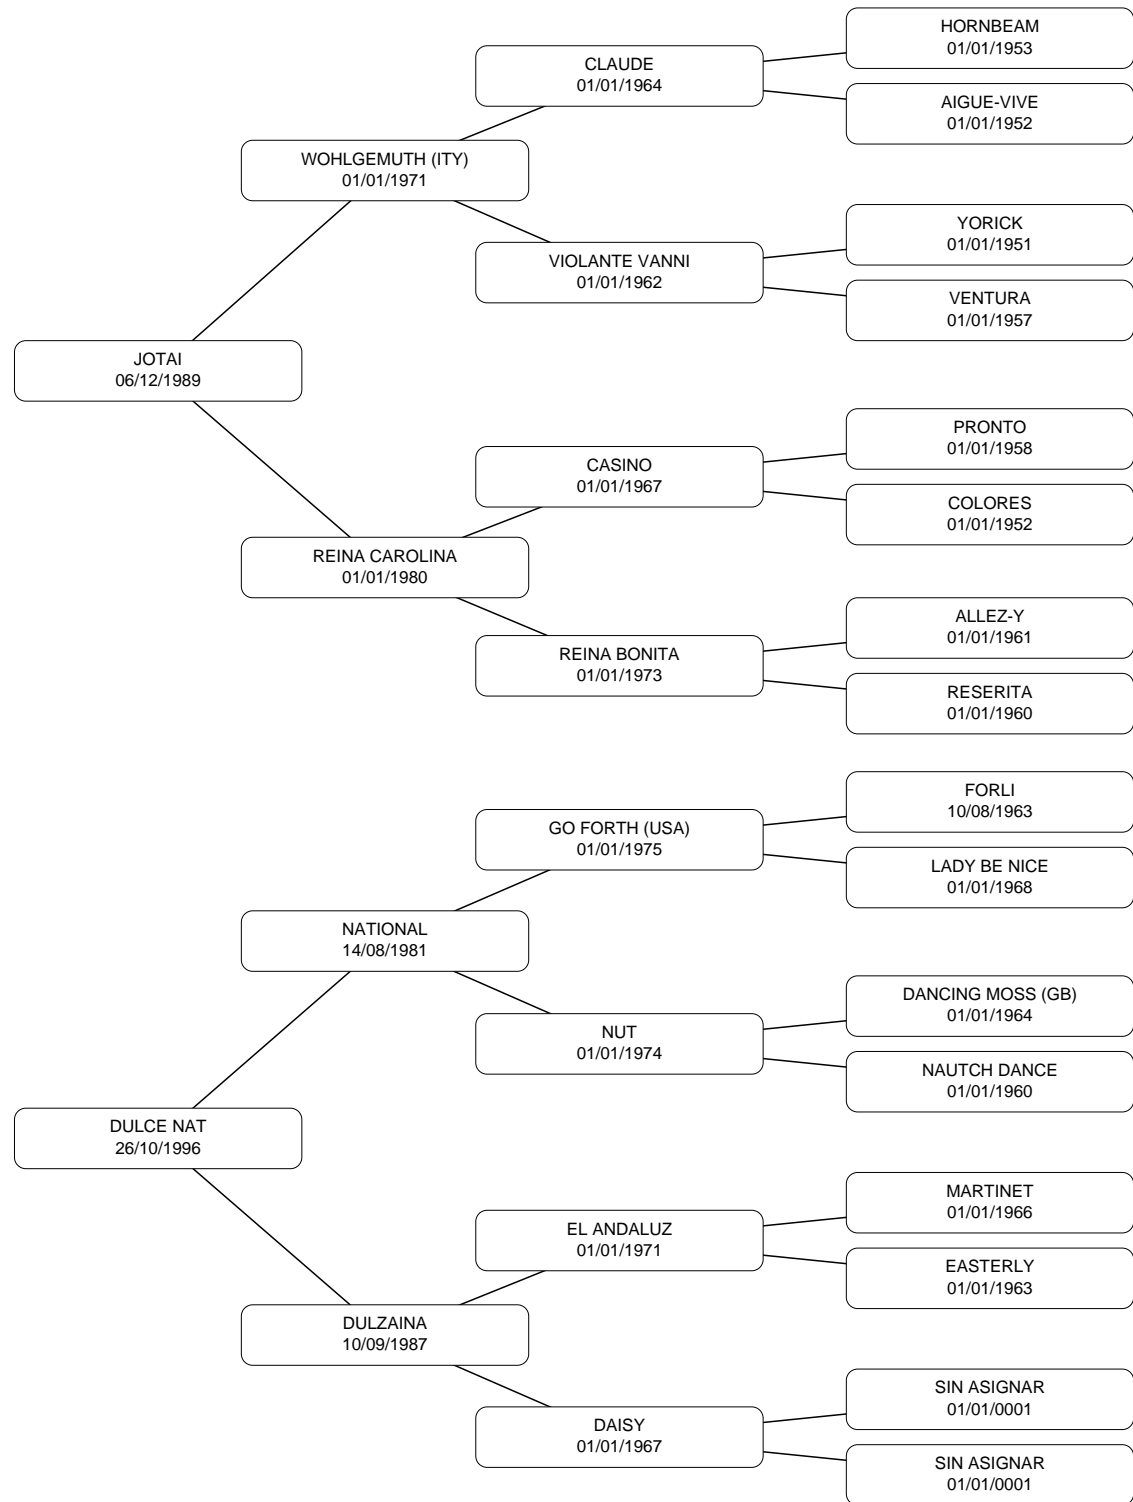 HORNBEAM
01/01/1953
CLAUDE
01/01/1964
AIGUE-VIVE
01/01/1952
WOHLGEMUTH (ITY)
01/01/1971
YORICK
01/01/1951
VIOLANTE VANNI
01/01/1962
VENTURA
01/01/1957
JOTAI
06/12/1989
PRONTO
01/01/1958
CASINO
01/01/1967
COLORES
01/01/1952
REINA CAROLINA
01/01/1980
ALLEZ-Y
01/01/1961
REINA BONITA
01/01/1973
RESERITA
01/01/1960
FORLI
10/08/1963
GO FORTH (USA)
01/01/1975
LADY BE NICE
01/01/1968
NATIONAL
14/08/1981
DANCING MOSS (GB)
01/01/1964
NUT
01/01/1974
NAUTCH DANCE
01/01/1960
DULCE NAT
26/10/1996
MARTINET
01/01/1966
EL ANDALUZ
01/01/1971
EASTERLY
01/01/1963
DULZAINA
10/09/1987
SIN ASIGNAR
01/01/0001
DAISY
01/01/1967
SIN ASIGNAR
01/01/0001